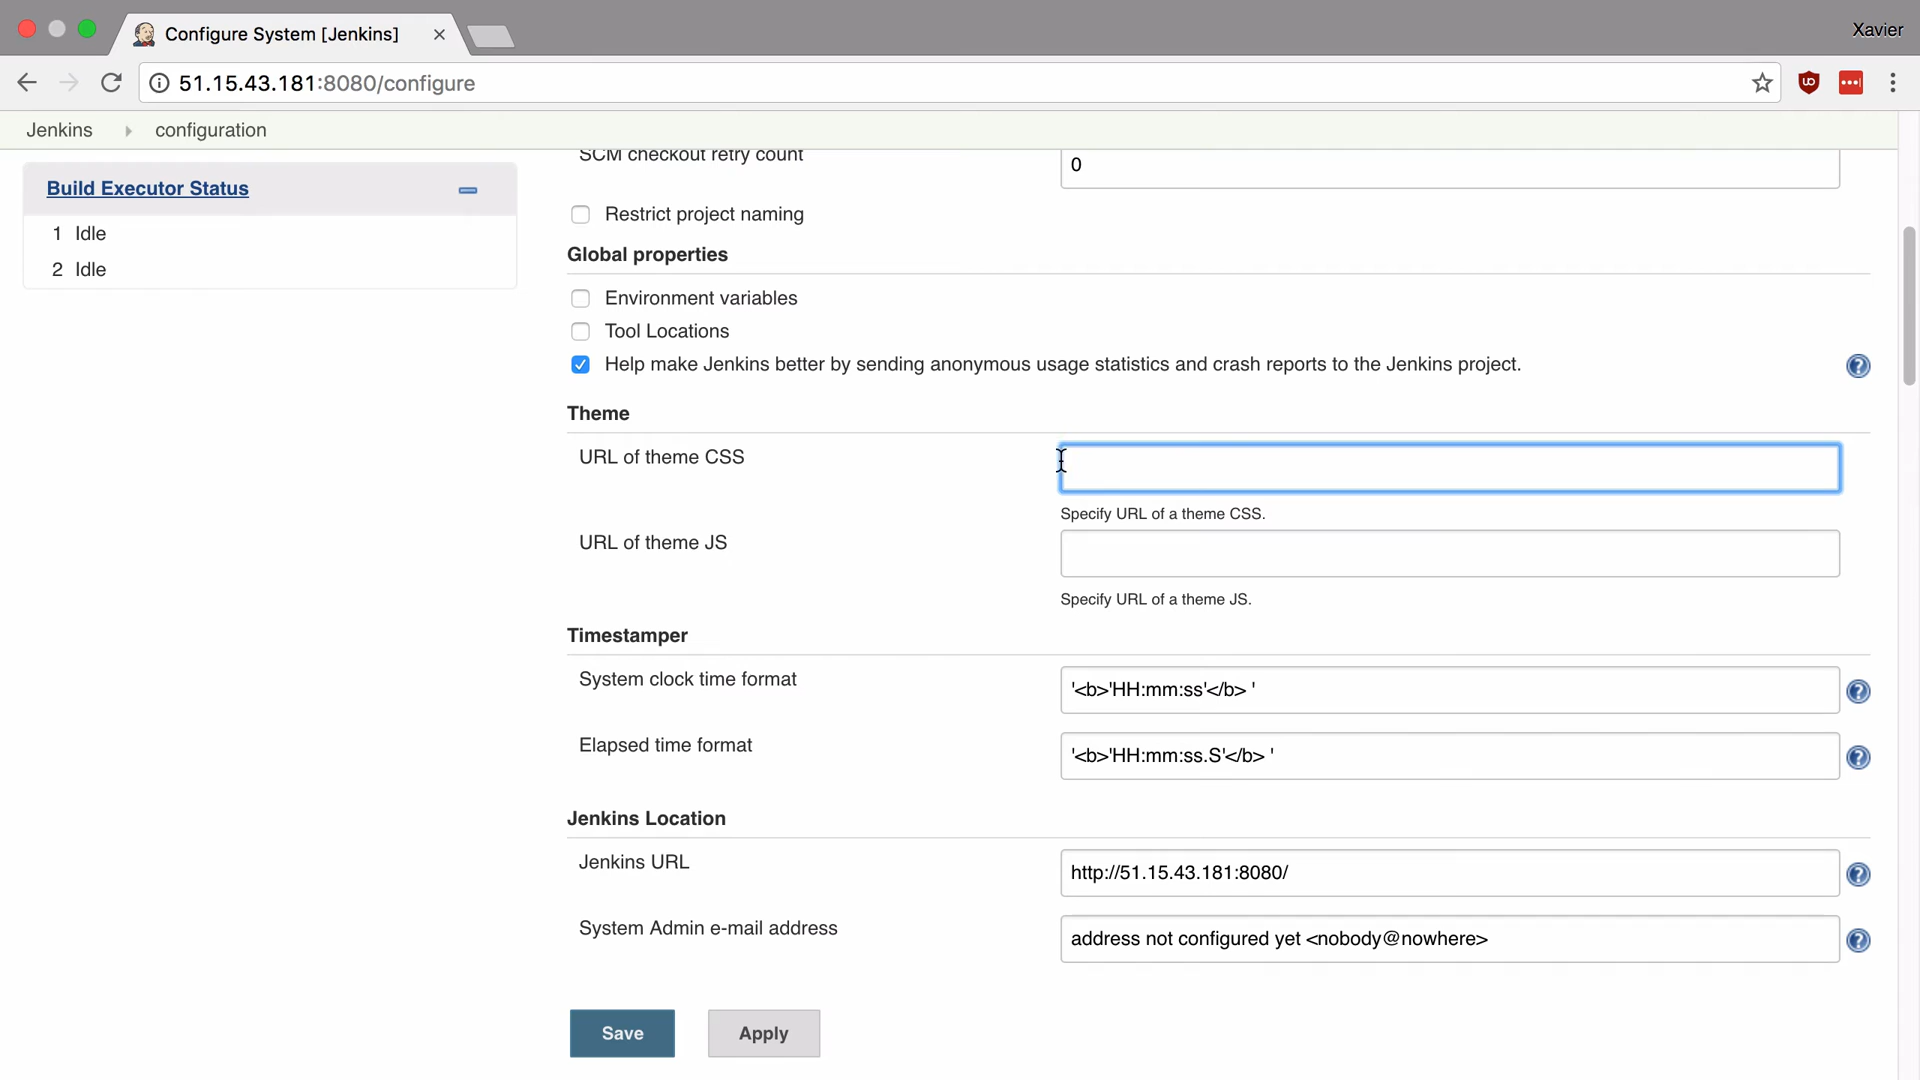 Configure System [Jenkins]
Xavier
51.15.43.181:8080/configure
Jenkins
configuration
Build Executor Status
1 Idle
2 Idle
SCM checkout retry count
0
Restrict project naming
Global properties
Environment variables
Tool Locations
Help make Jenkins better by sending anonymous usage statistics and crash reports to the Jenkins project.
Theme
URL of theme CSS
Specify URL of a theme CSS.
URL of theme JS
Specify URL of a theme JS.
Timestamper
System clock time format
'<b>'HH:mm:ss'</b> '
Elapsed time format
'<b>'HH:mm:ss.S'</b> '
Jenkins Location
Jenkins URL
http://51.15.43.181:8080/
System Admin e-mail address
address not configured yet <nobody@nowhere>
Save
Apply